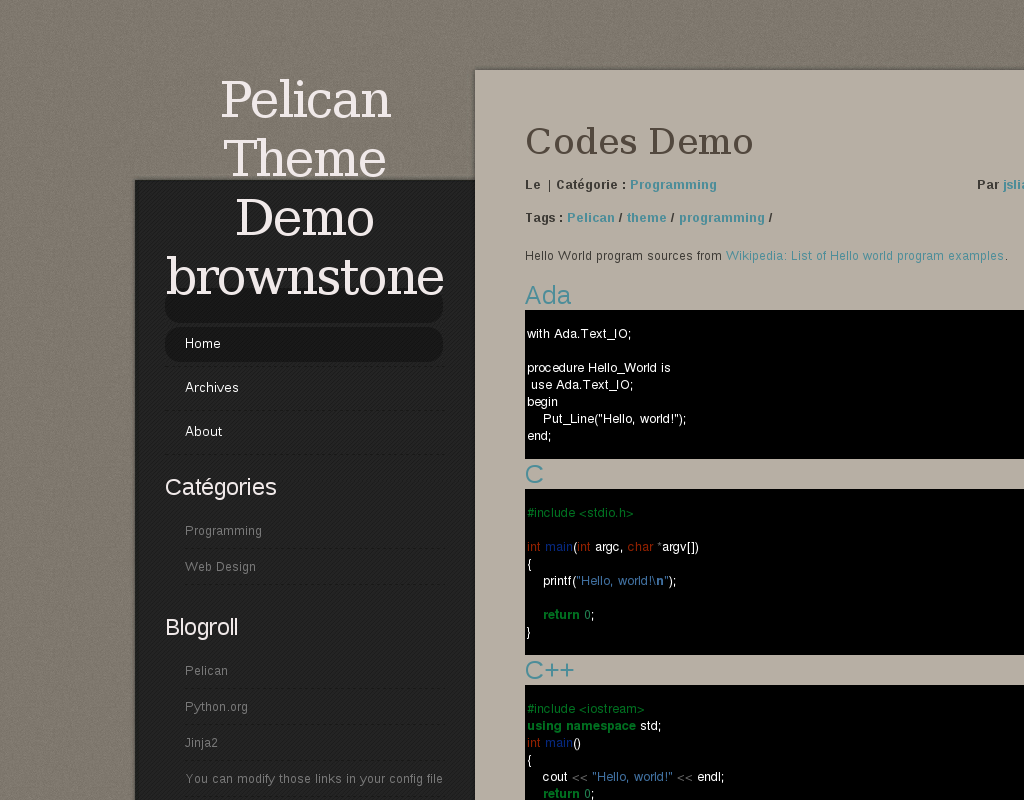 Pelican
Theme
Demo
brownstone
Home
Archives
About
Catégories
Programming
Web Design
Blogroll
Pelican
Python.org
Jinja2
You can modify those links in your config file
Codes Demo
Le | Catégorie : Programming
Par jslia
Tags : Pelican / theme / programming /
Hello World program sources from Wikipedia: List of Hello world program examples.
Ada
with Ada.Text_IO;
procedure Hello_World is
use Ada.Text_IO;
begin
Put_Line("Hello, world!");
end;
C
#include <stdio.h>
int main(int argc, char *argv[])
{
printf("Hello, world!\n");
return 0;
}
C++
#include <iostream>
using namespace std;
int main()
{
cout << "Hello, world!" << endl;
return 0;